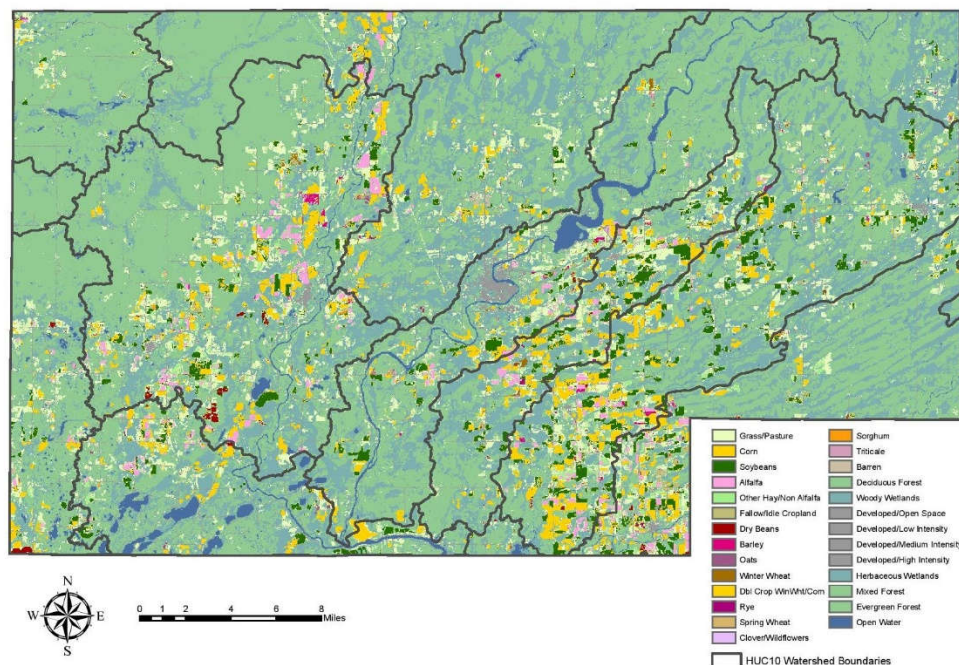 Grass/Pasture
Corn
Soybeans
Alfalfa
Other Hay/Non Alfalfa
Fallow/Idle Cropland
Dry Beans
Barley
Oats
Winter Wheat
Dbl Crop WinWht/Corn
Rye
Spring Wheat
Clover/Wildflowers
Sorghum
Triticale
Barren
Deciduous Forest
Woody Wetlands
Developed/Open Space
Developed/Low Intensity
Developed/Medium Intensity
Developed/High Intensity
Herbaceous Wetlands
Mixed Forest
Evergreen Forest
Open Water
HUC10 Watershed Boundaries
N
W E
S
0 1 2 4 6 8
Miles